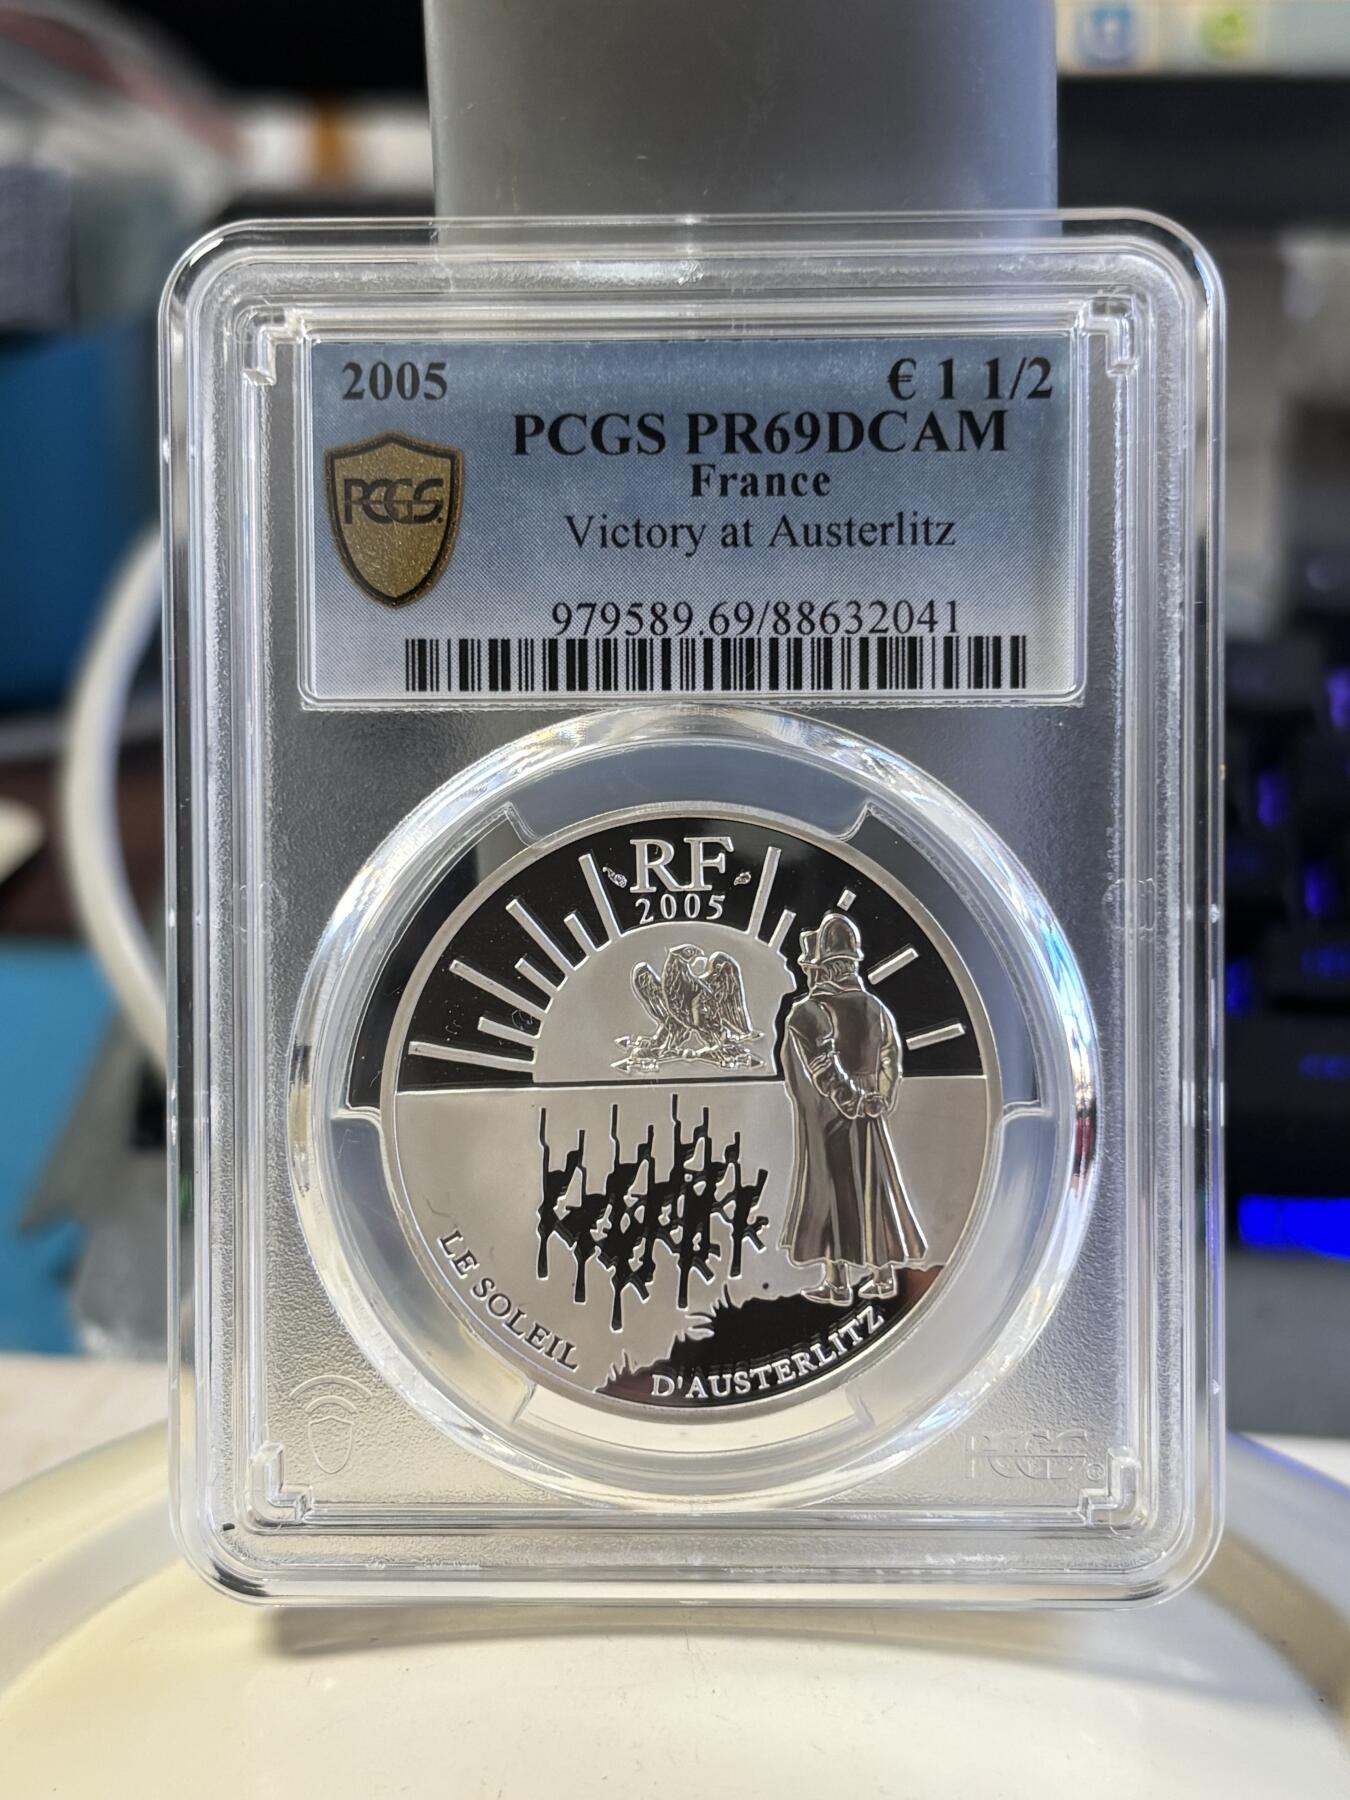 2005 € 1 1/2
PCGS PR69DCAM
France
PCGS
Victory at Austerlitz
979589.69/88632041
RF
2005
LE SOLEIL D'AUSTERLITZ
PCGS®